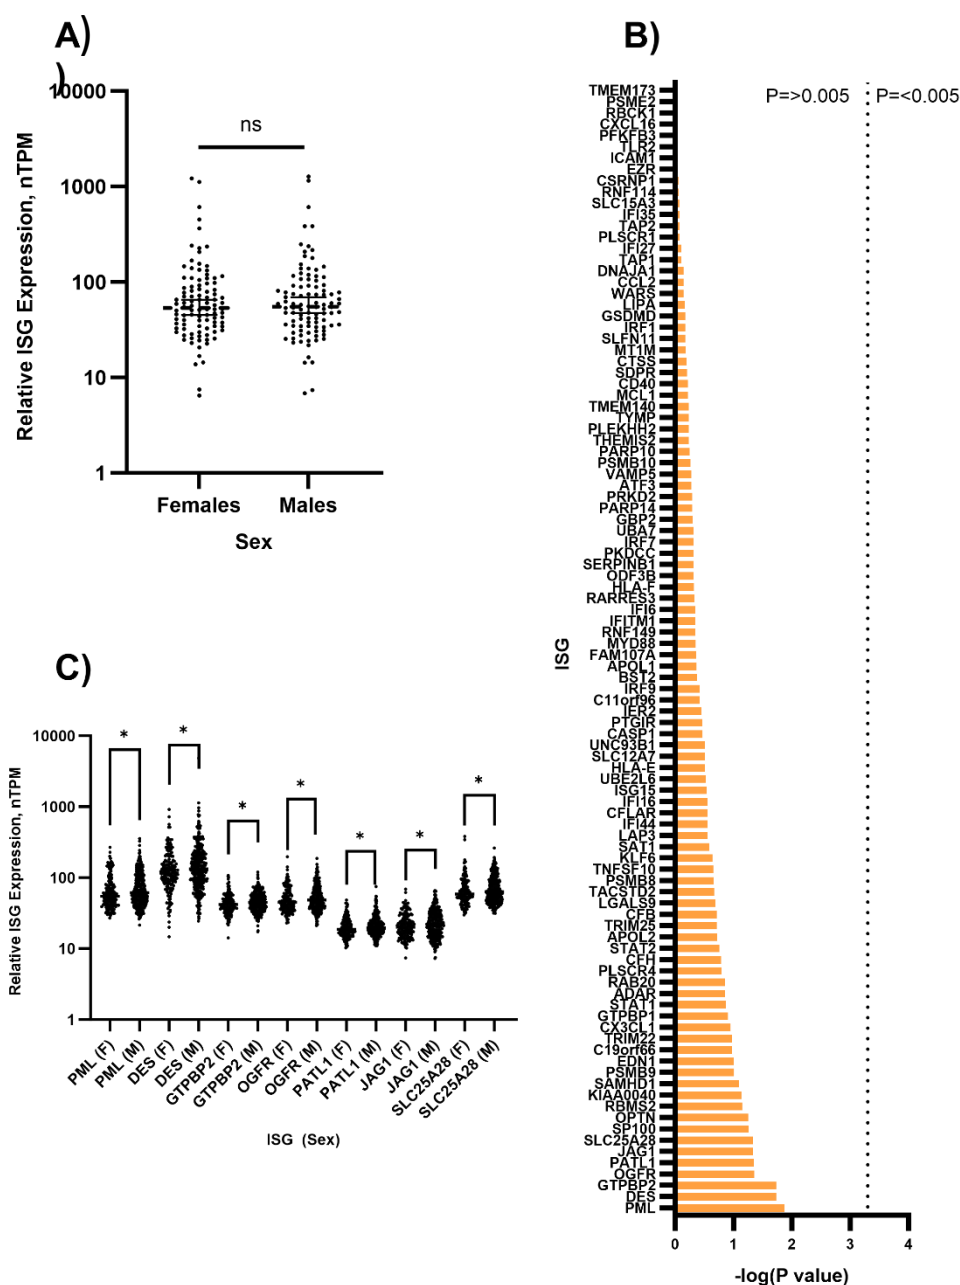 A)
)
10000
1000
100
10
1
Relative ISG Expression, nTPM
ns
Females
Males
Sex
B)
P=>0.005
P=<0.005
TMEM173
PSME2
RBCK1
CXCL16
PFKFB3
TLR2
ICAM1
EZR
CSRNP1
RNF114
SLC15A3
IFI35
TAP2
PLSCR1
IFI27
TAP1
DNAJA1
CCL2
WARS
LIPA
GSDMD
IRF1
SLFN11
MT1M
CTSS
SDPR
CD40
MCL1
TMEM140
TYMP
PLEKHH2
THEMIS2
PARP10
PSMB10
VAMP5
ATF3
PRKD2
PARP14
GBP2
UBA7
IRF7
PKDCC
SERPINB1
ODF3B
HLA-F
RARRES3
IFI6
IFITM1
RNF149
MYD88
FAM107A
APOL1
BST2
IRF9
C11orf96
IER2
PTGIR
CASP1
UNC93B1
SLC12A7
HLA-E
UBE2L6
ISG15
IFI16
CFLAR
IFI44
LAP3
SAT1
KLF6
TNFSF10
PSMB8
TACSTD2
LGALS9
CFB
TRIM25
APOL2
STAT2
CFH
PLSCR4
RAB20
ADAR
STAT1
GTPBP1
CX3CL1
TRIM22
C19orf66
EDN1
PSMB9
SAMHD1
KIAA0040
RBMS2
OPTN
SP100
SLC25A28
JAG1
PATL1
OGFR
GTPBP2
DES
PML
ISG
0
1
2
3
4
-log(P value)
C)
10000
1000
100
10
1
Relative ISG Expression, nTPM
*
*
*
*
*
*
*
PML (F)
PML (M)
DES (F)
DES (M)
GTPBP2 (F)
GTPBP2 (M)
OGFR (F)
OGFR (M)
PATL1 (F)
PATL1 (M)
JAG1 (F)
JAG1 (M)
SLC25A28 (F)
SLC25A28 (M)
ISG (Sex)